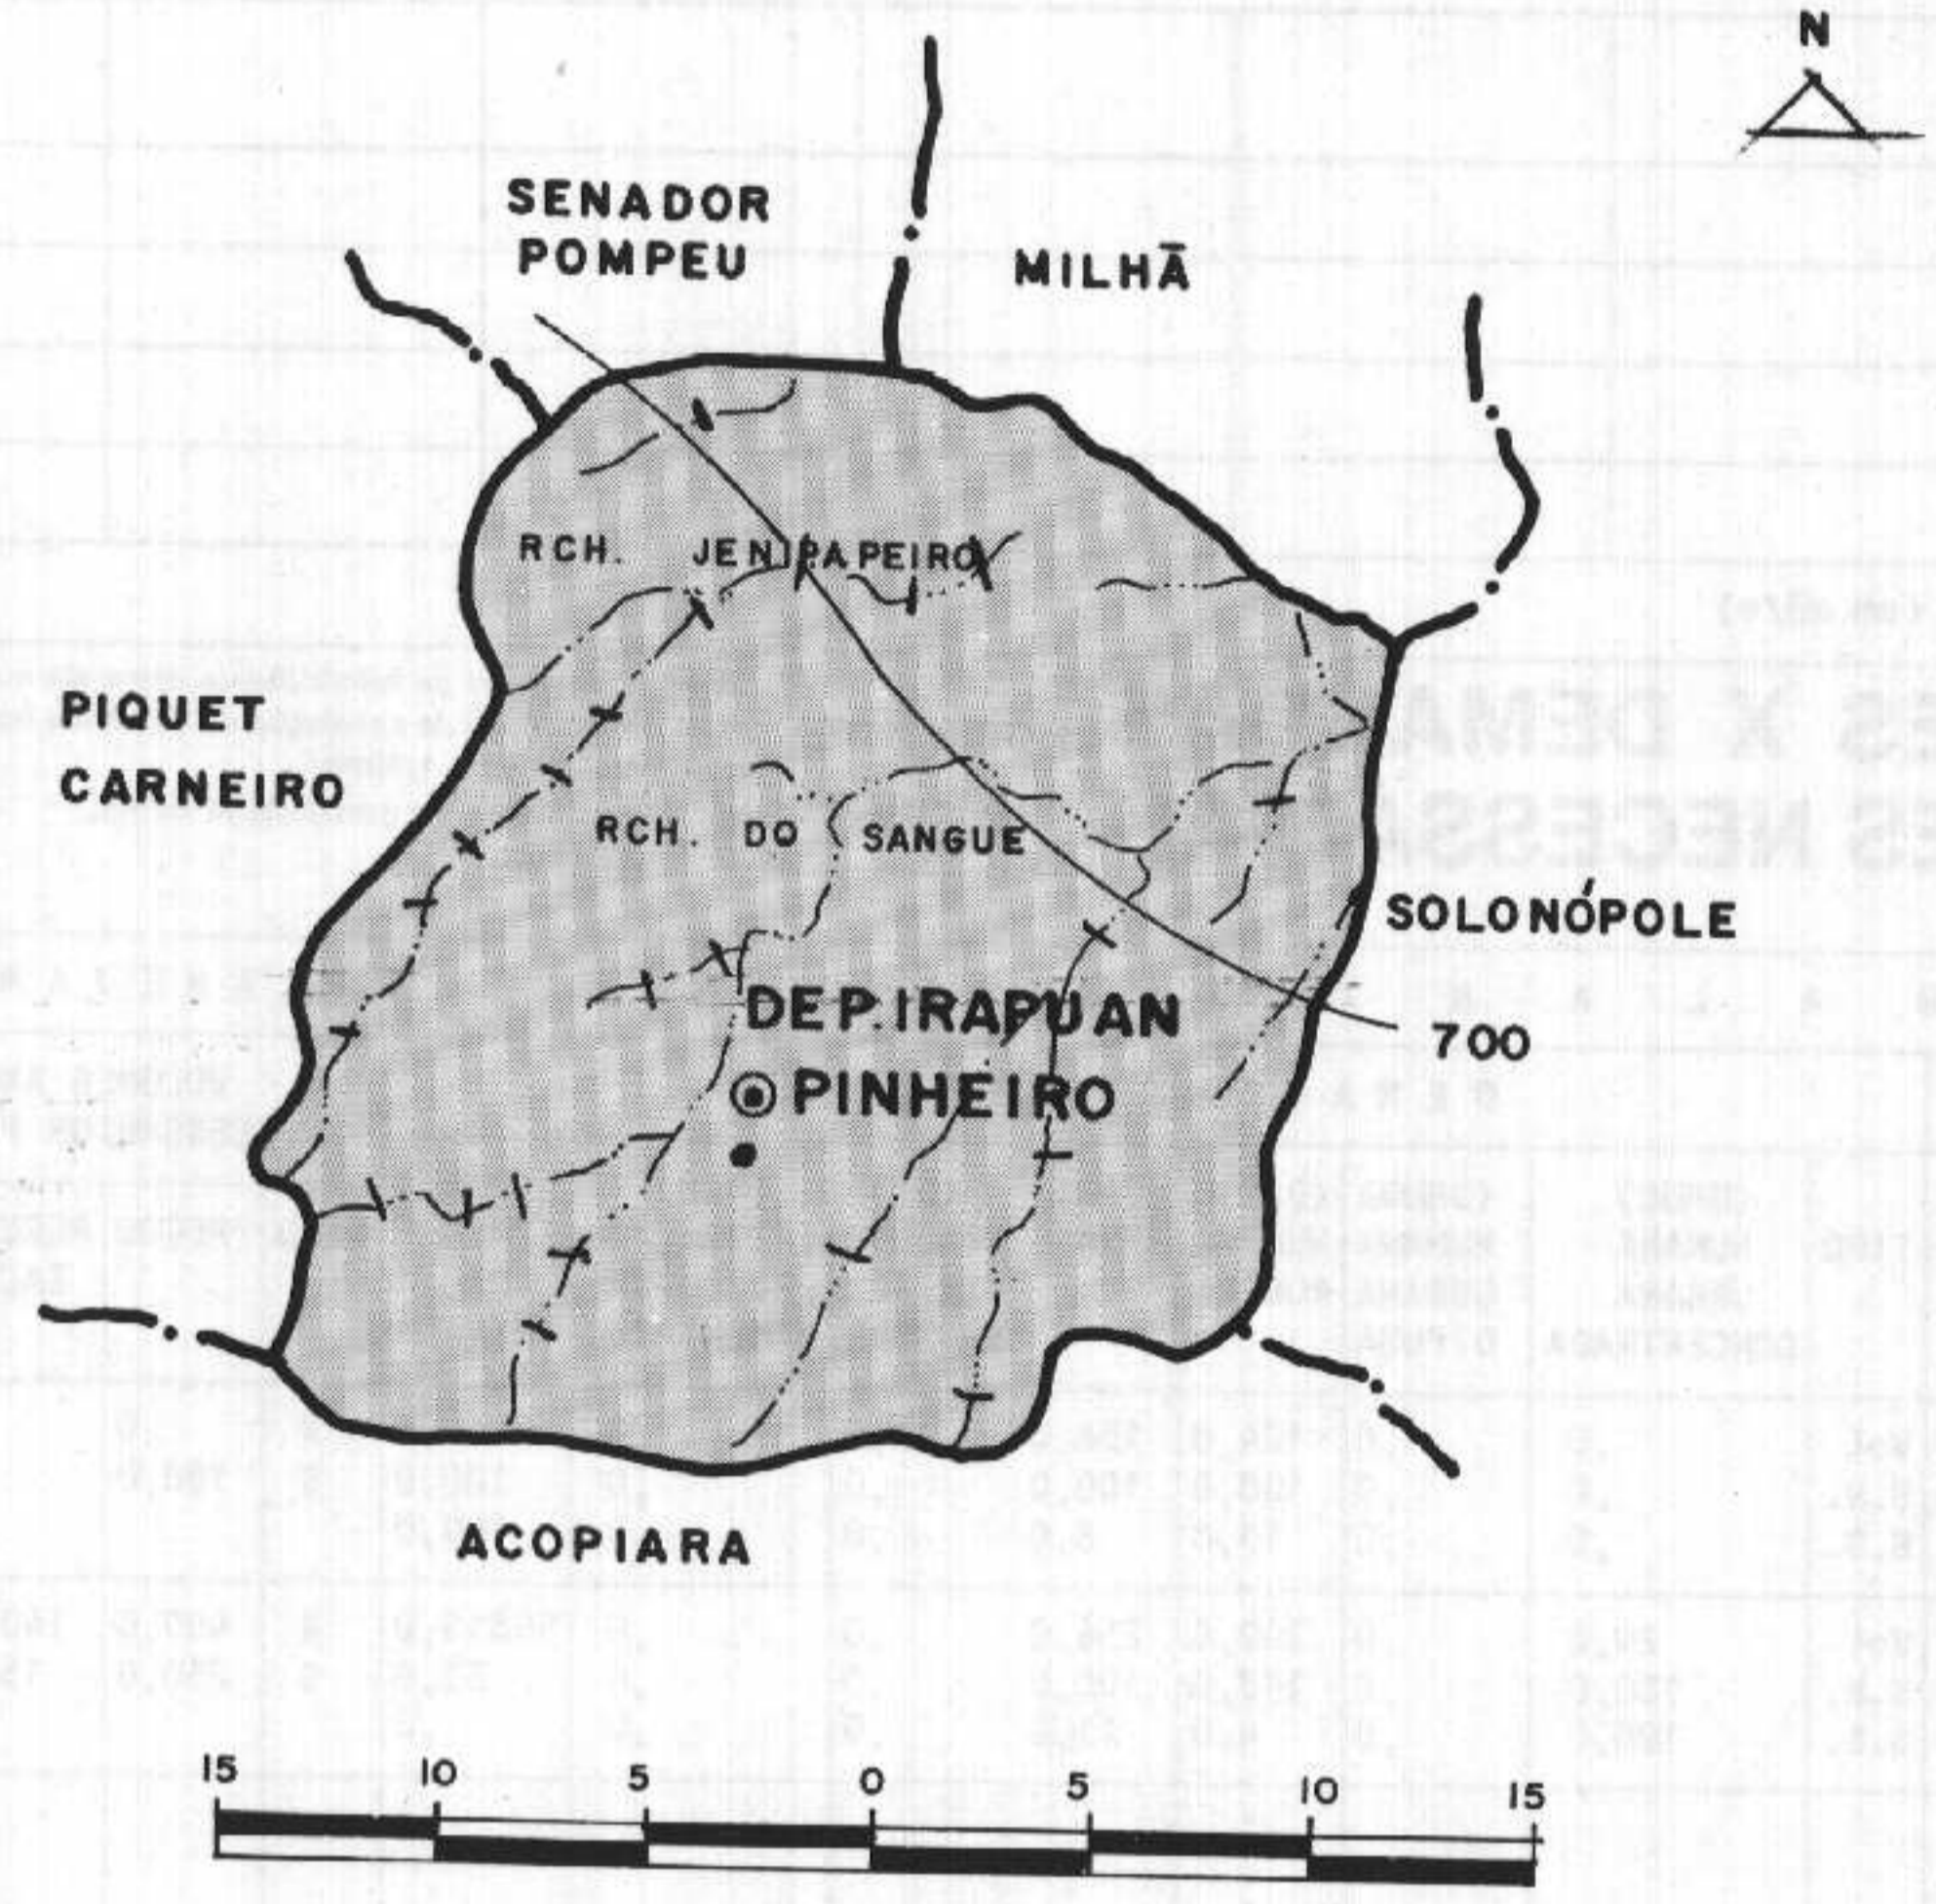 N
SENADOR
POMPEU
MILHÃ
RCH. JENIPAPEIRO
PIQUET
CARNEIRO
RCH. DO SANGUE
SOLONÓPOLE
DEP. IRAPUAN
PINHEIRO
700
ACOPIARA
15 10 5 0 5 10 15